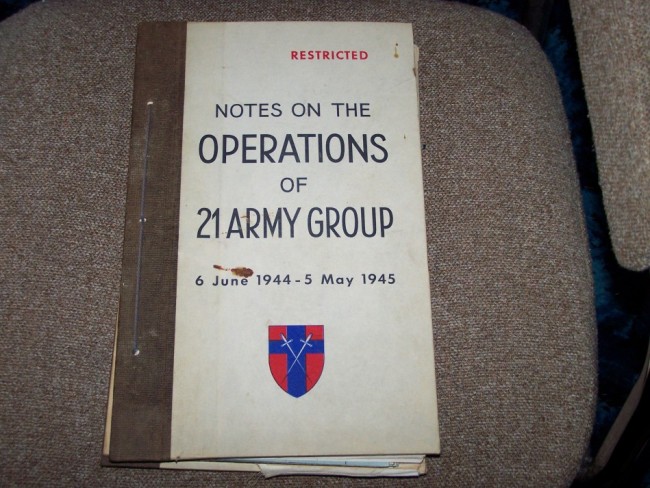 RESTRICTED
NOTES ON THE
OPERATIONS
OF
21 ARMY GROUP
6 June 1944 - 5 May 1945